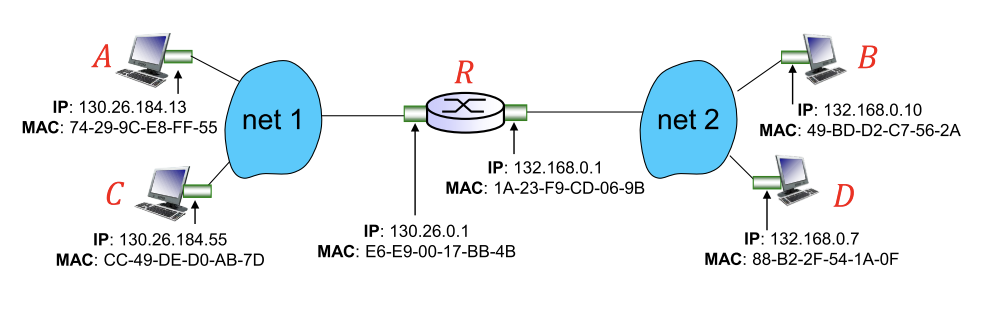 A
IP: 130.26.184.13
MAC: 74-29-9C-E8-FF-55
net 1
C
IP: 130.26.184.55
MAC: CC-49-DE-D0-AB-7D
R
IP: 130.26.0.1
MAC: E6-E9-00-17-BB-4B
IP: 132.168.0.1
MAC: 1A-23-F9-CD-06-9B
net 2
B
IP: 132.168.0.10
MAC: 49-BD-D2-C7-56-2A
D
IP: 132.168.0.7
MAC: 88-B2-2F-54-1A-0F